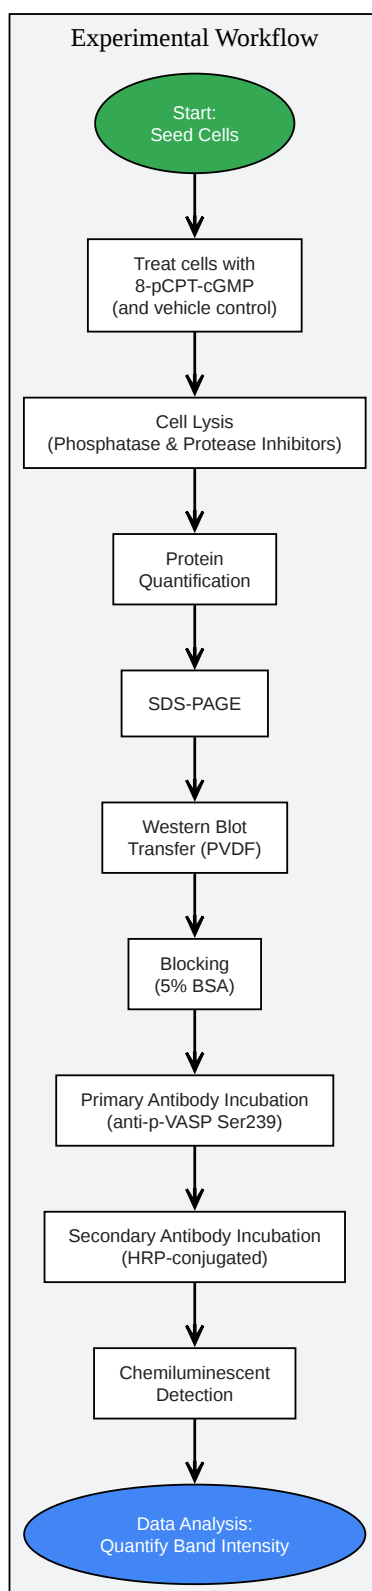 Experimental Workflow
Start:
Seed Cells
Treat cells with
8-pCPT-cGMP
(and vehicle control)
Cell Lysis
(Phosphatase & Protease Inhibitors)
Protein
Quantification
SDS-PAGE
Western Blot
Transfer (PVDF)
Blocking
(5% BSA)
Primary Antibody Incubation
(anti-p-VASP Ser239)
Secondary Antibody Incubation
(HRP-conjugated)
Chemiluminescent
Detection
Data Analysis:
Quantify Band Intensity